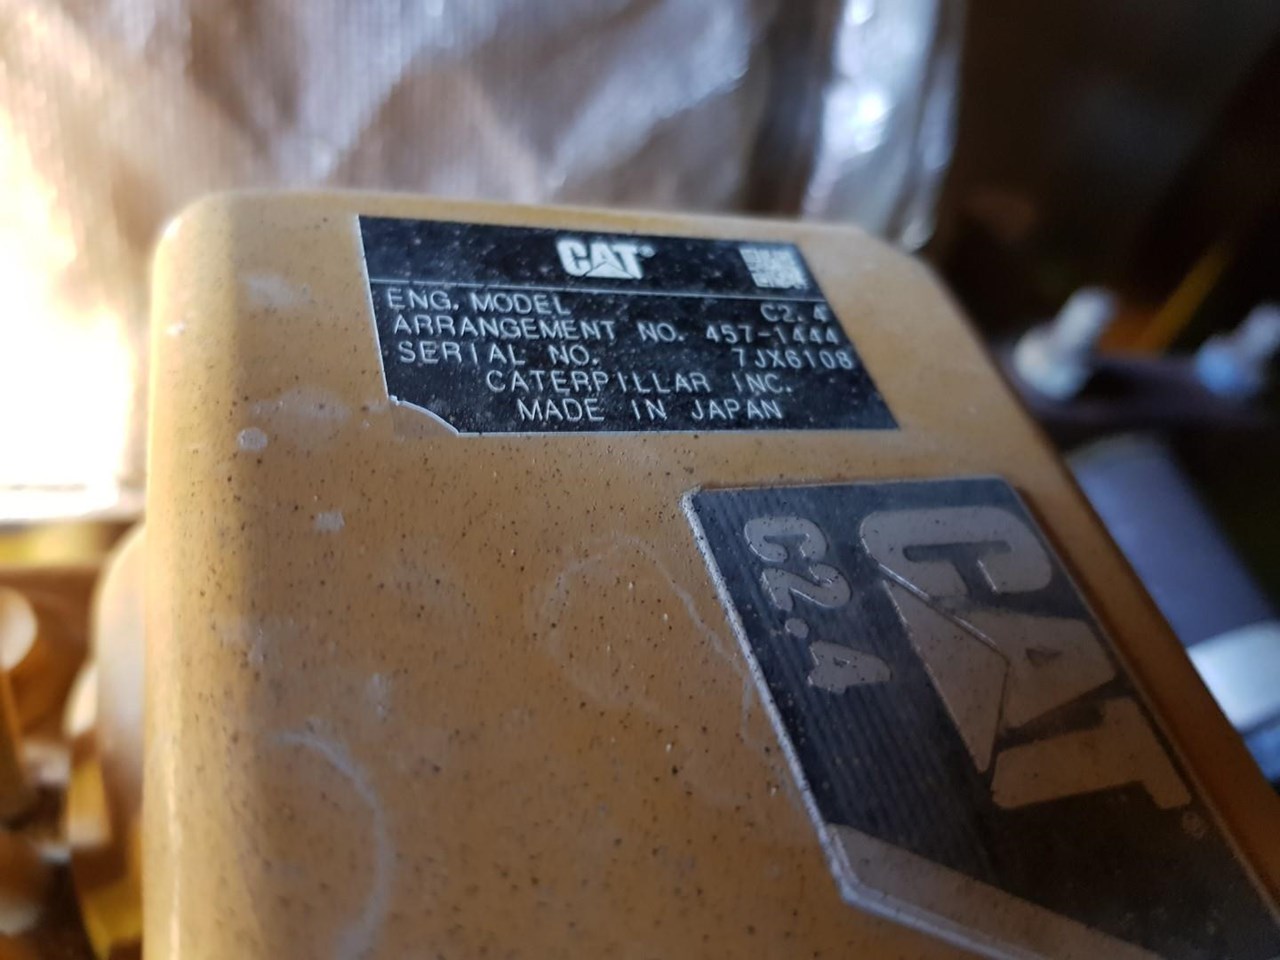 CAT®
ENG. MODEL C2.4
ARRANGEMENT NO. 457-1444
SERIAL NO. 7JX6108
CATERPILLAR INC.
MADE IN JAPAN
CAT®
C2.4